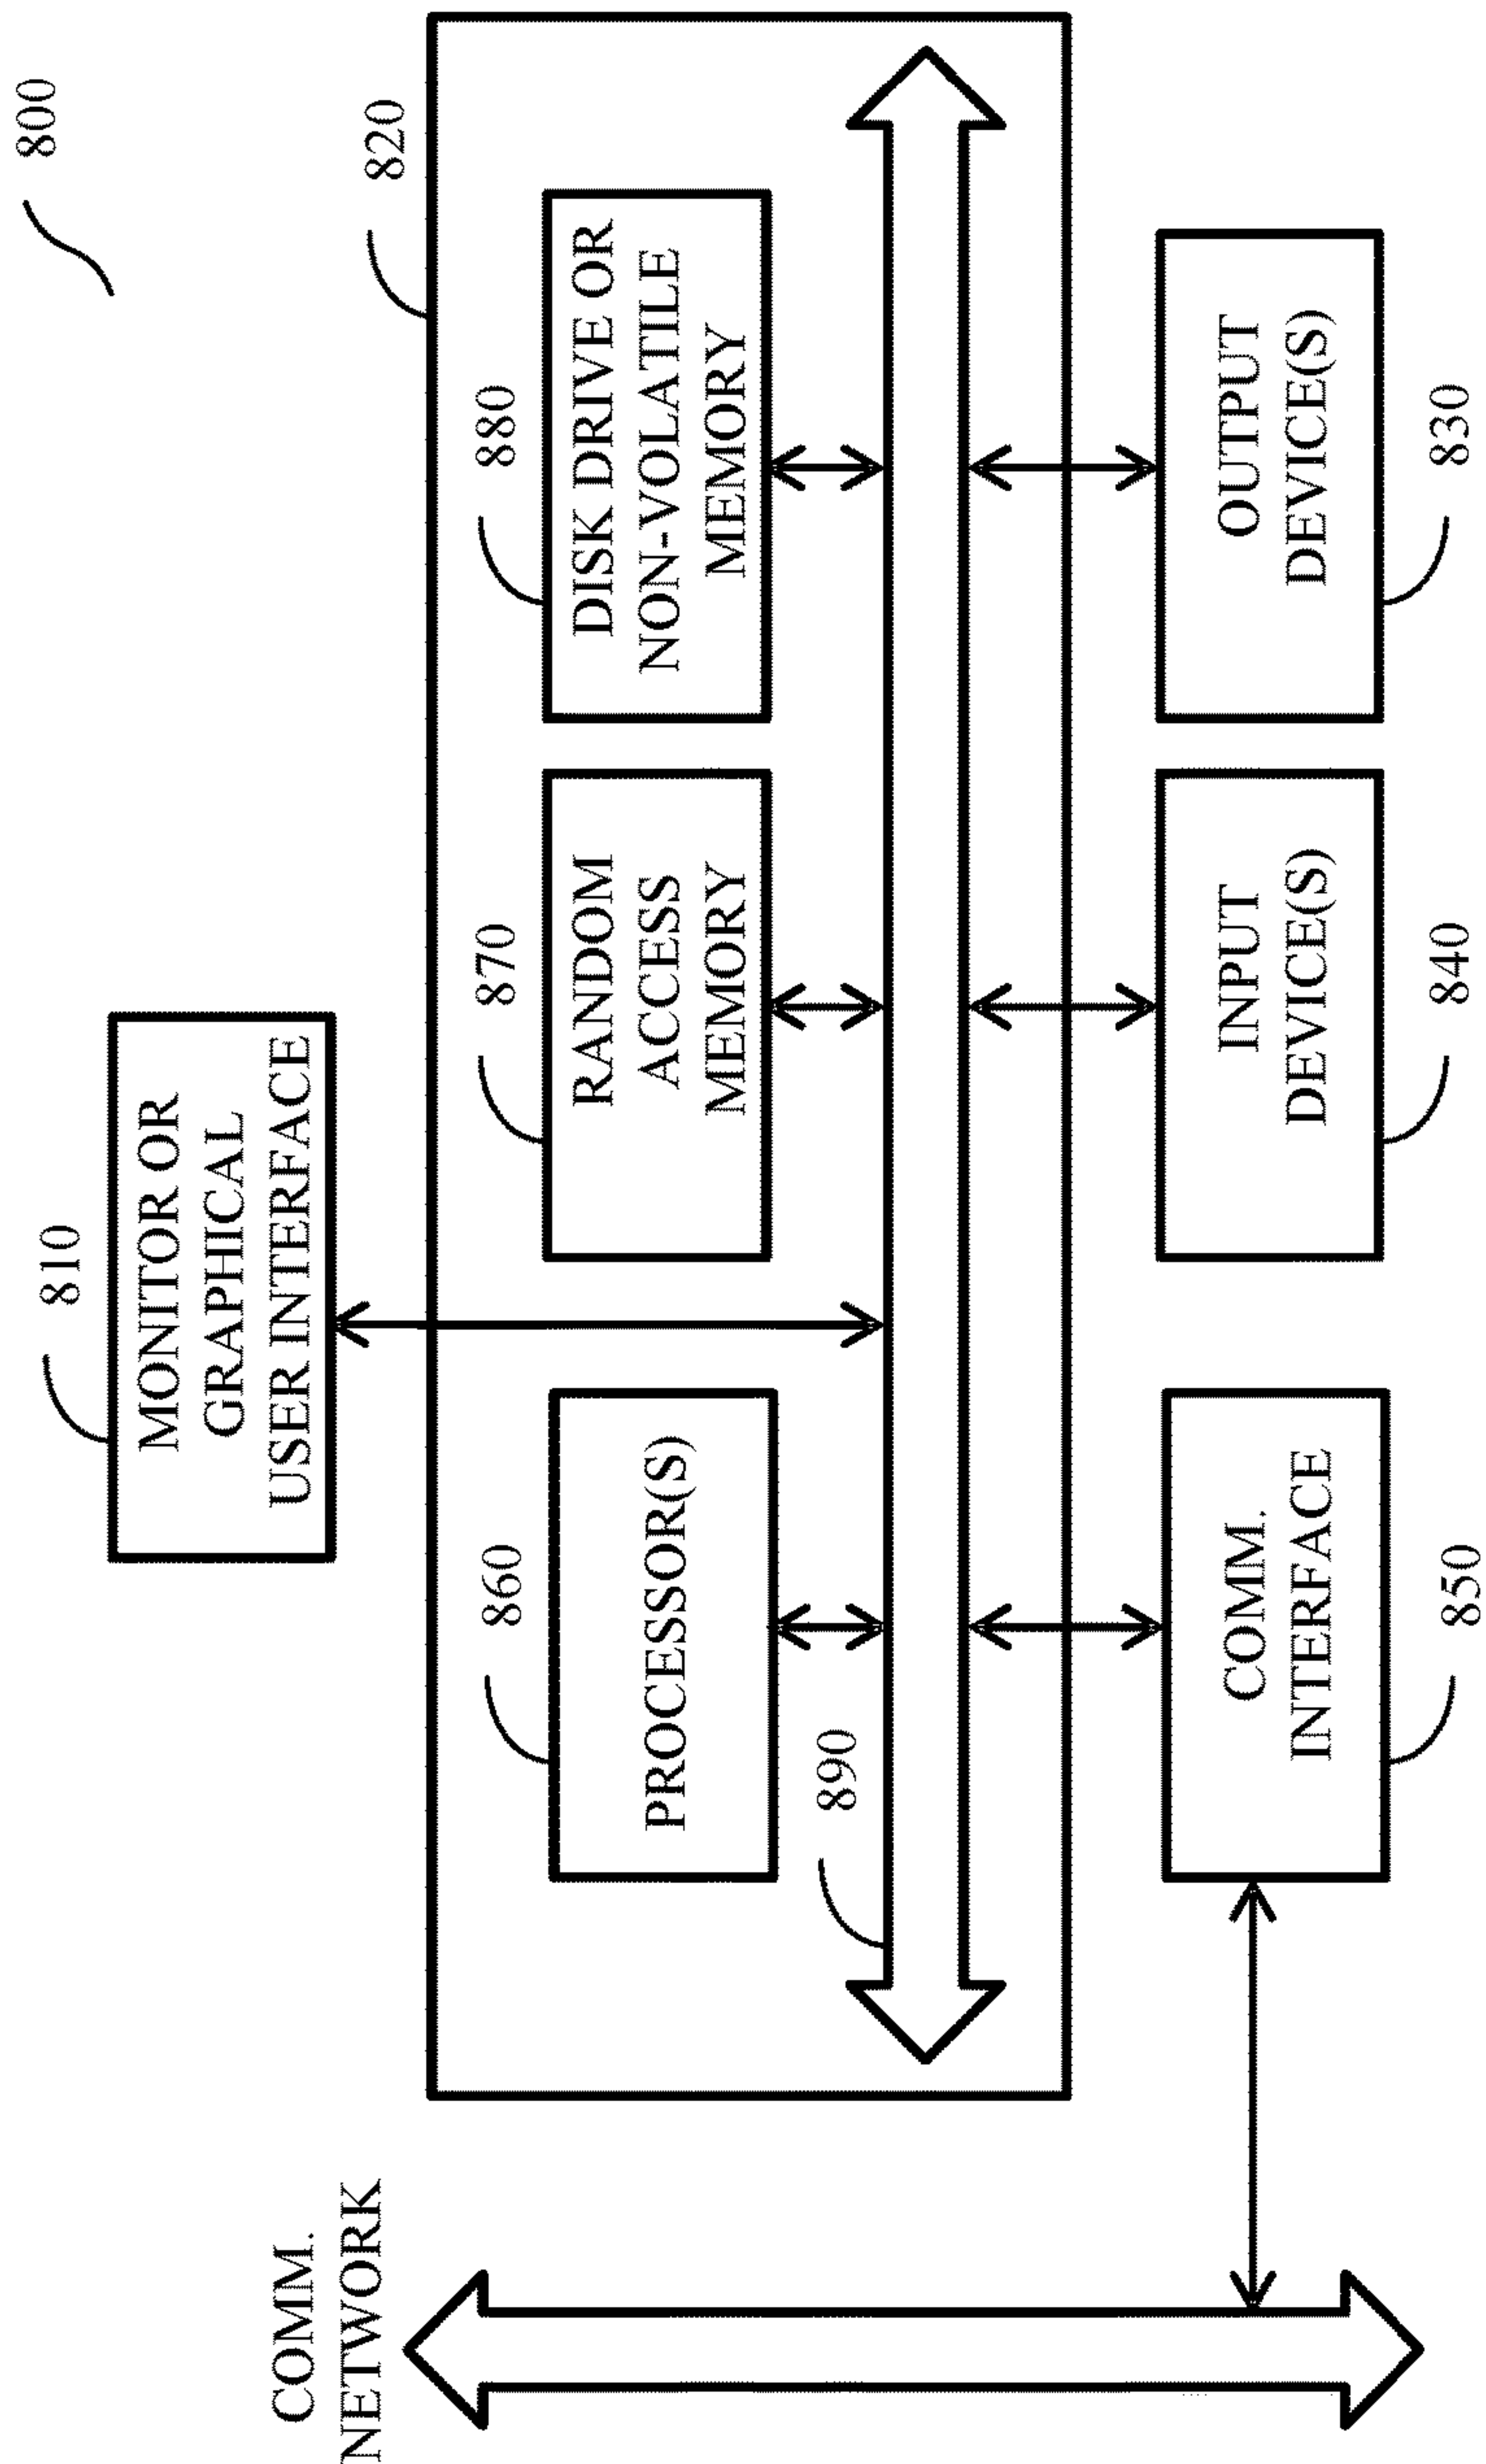 800
810
MONITOR OR
GRAPHICAL
USER INTERFACE
820
860
PROCESSOR(S)
870
RANDOM
ACCESS
MEMORY
880
DISK DRIVE OR
NON-VOLATILE
MEMORY
890
COMM.
NETWORK
COMM.
INTERFACE
850
INPUT
DEVICE(S)
840
OUTPUT
DEVICE(S)
830